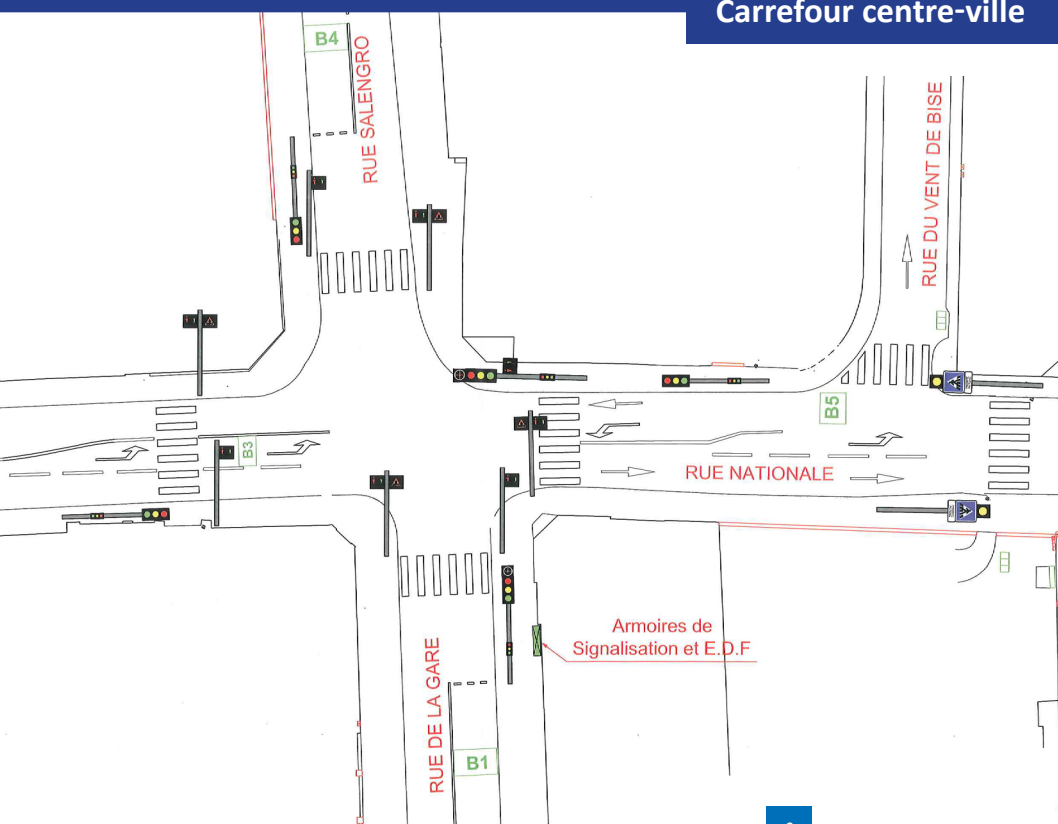 Carrefour centre-ville
B4
RUE SALENGRO
RUE DU VENT DE BISE
B5
B3
RUE NATIONALE
Armoires de
Signalisation et E.D.F
RUE DE LA GARE
B1